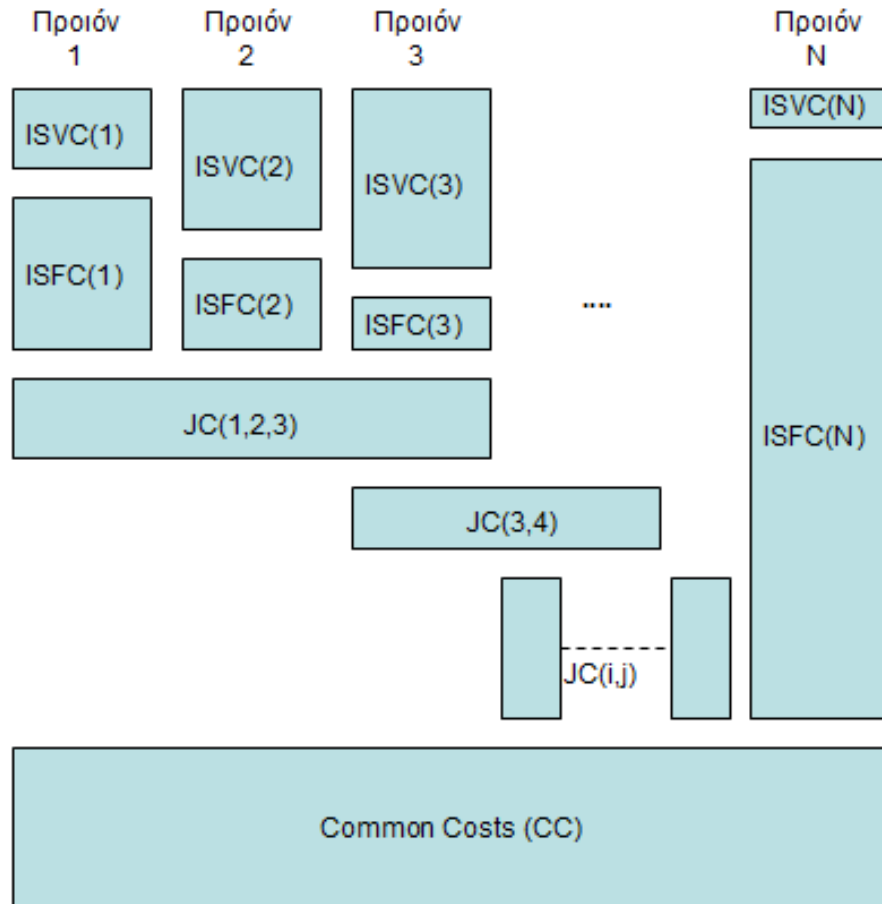 Προιόν
1
Προιόν
2
Προιόν
3
Προιόν
N
ISVC(1)
ISVC(2)
ISVC(3)
ISVC(N)
ISFC(1)
ISFC(2)
ISFC(3)
....
ISFC(N)
JC(1,2,3)
JC(3,4)
JC(i,j)
Common Costs (CC)